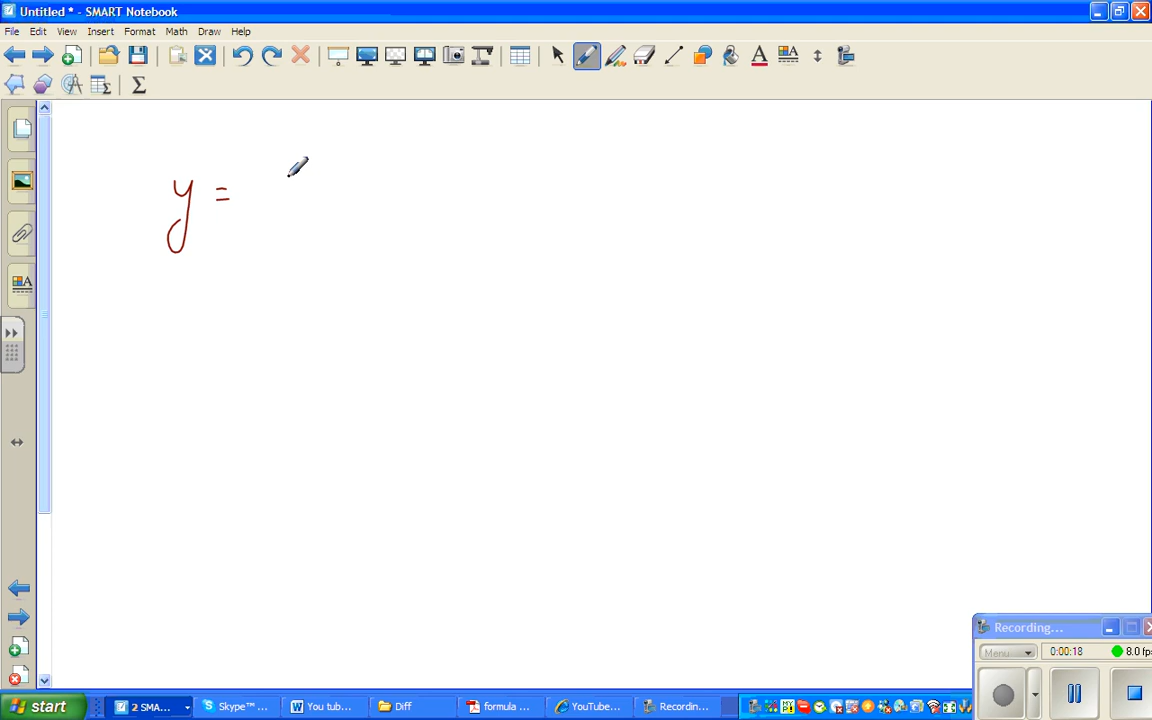 Untitled * - SMART Notebook
File Edit View Insert Format Math Draw Help
y =
Recording...
Menu 0:00:18 8.0 fp
start 2 SMA... Skype™ ... You tub... Diff formula ... YouTube... Recordin...